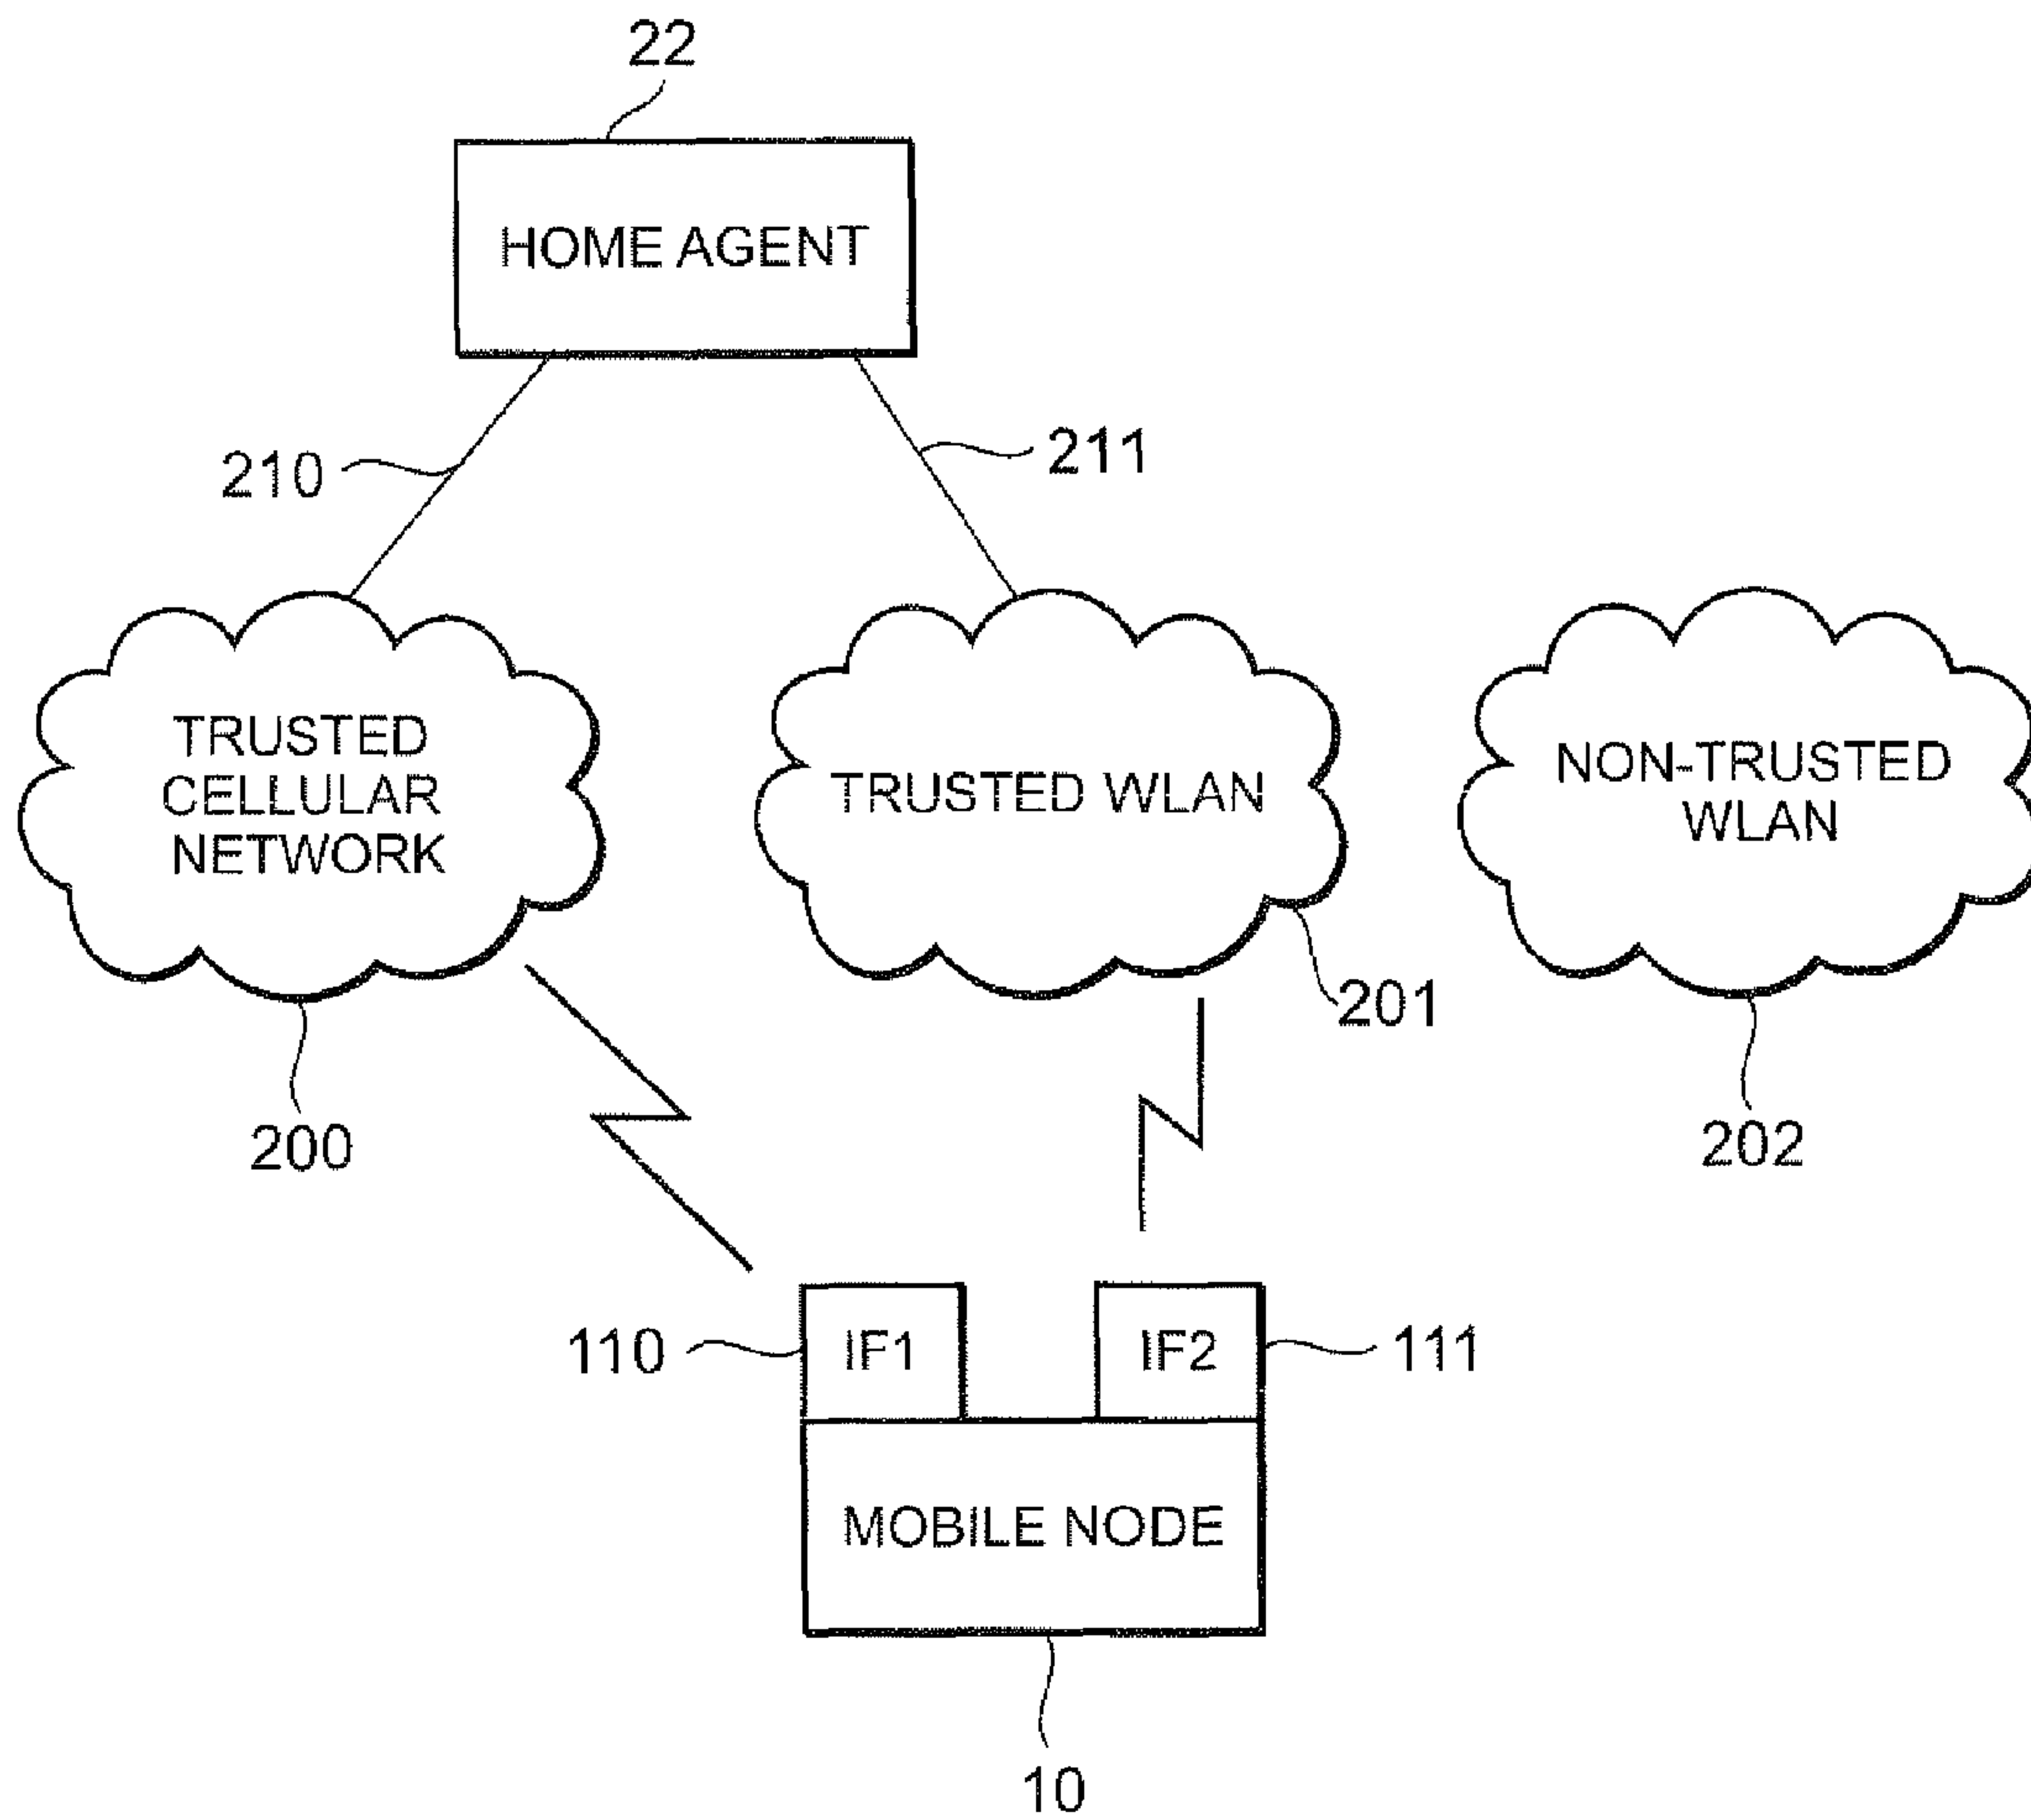 22
HOME AGENT
210
211
TRUSTED
CELLULAR
NETWORK
TRUSTED WLAN
NON-TRUSTED
WLAN
201
200
202
110
IF1
IF2
111
MOBILE NODE
10